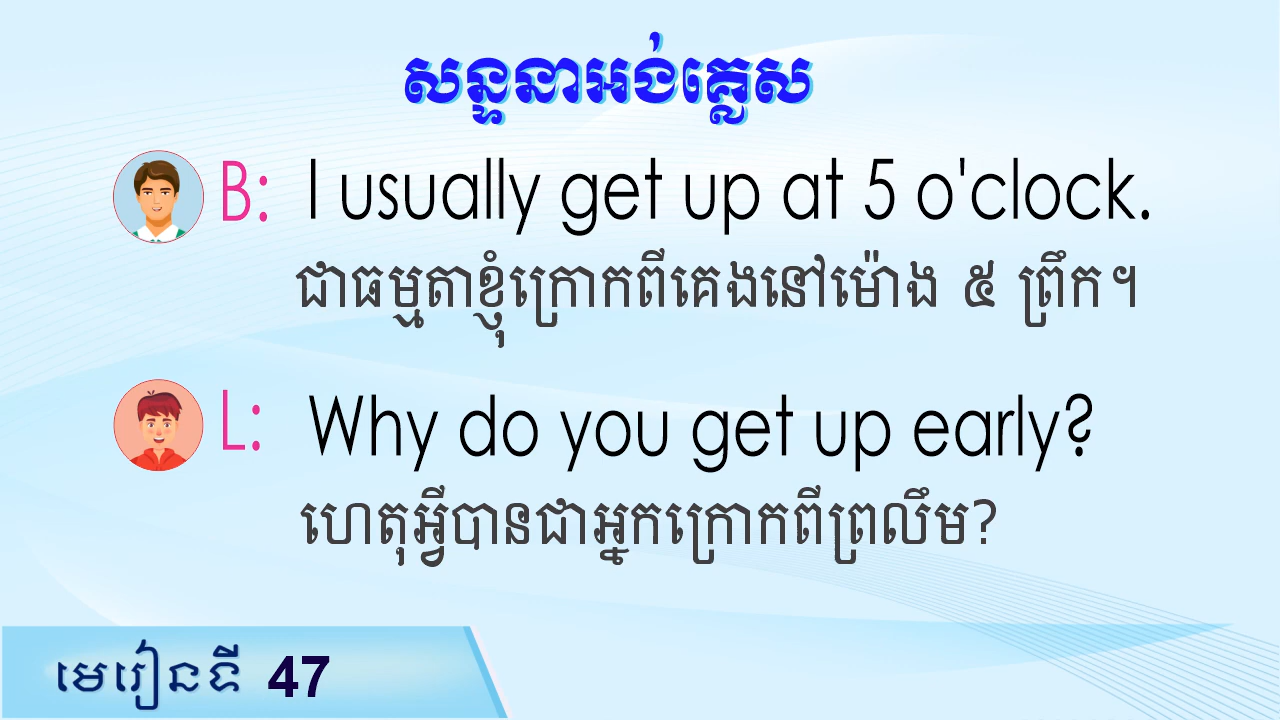 សន្ទនាអង់គ្លេស
B: I usually get up at 5 o'clock.
ជាធម្មតាខ្ញុំក្រោកពីគេងនៅម៉ោង ៥ ព្រឹក។
L: Why do you get up early?
ហេតុអ្វីបានជាអ្នកក្រោកពីព្រលឹម?
មេរៀនទី 47